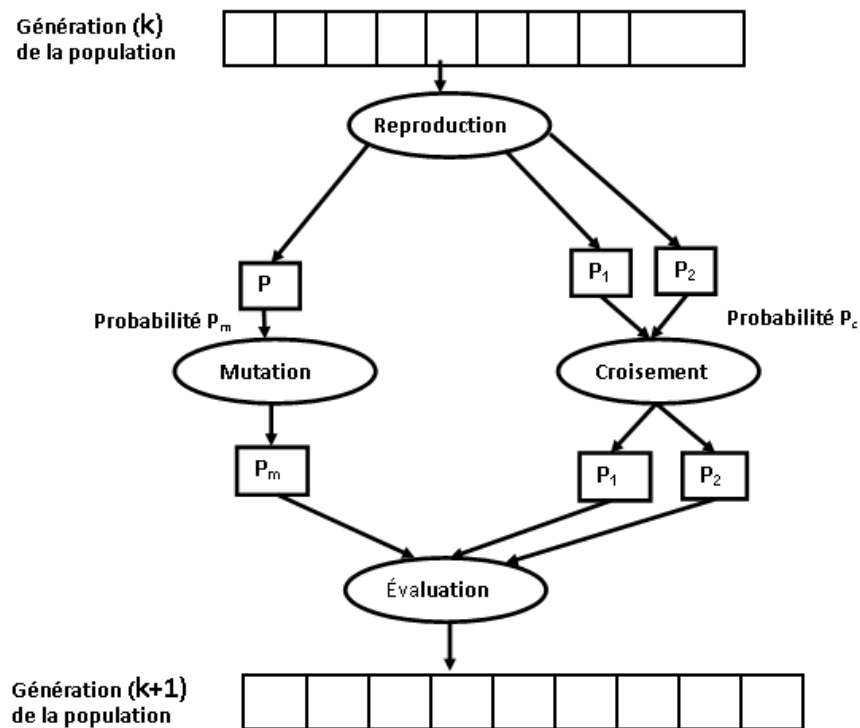 Génération (k)
de la population
Reproduction
P
P₁
P₂
Probabilité Pₘ
Probabilité P꜀
Mutation
Croisement
Pₘ
P₁
P₂
Évaluation
Génération (k+1)
de la population